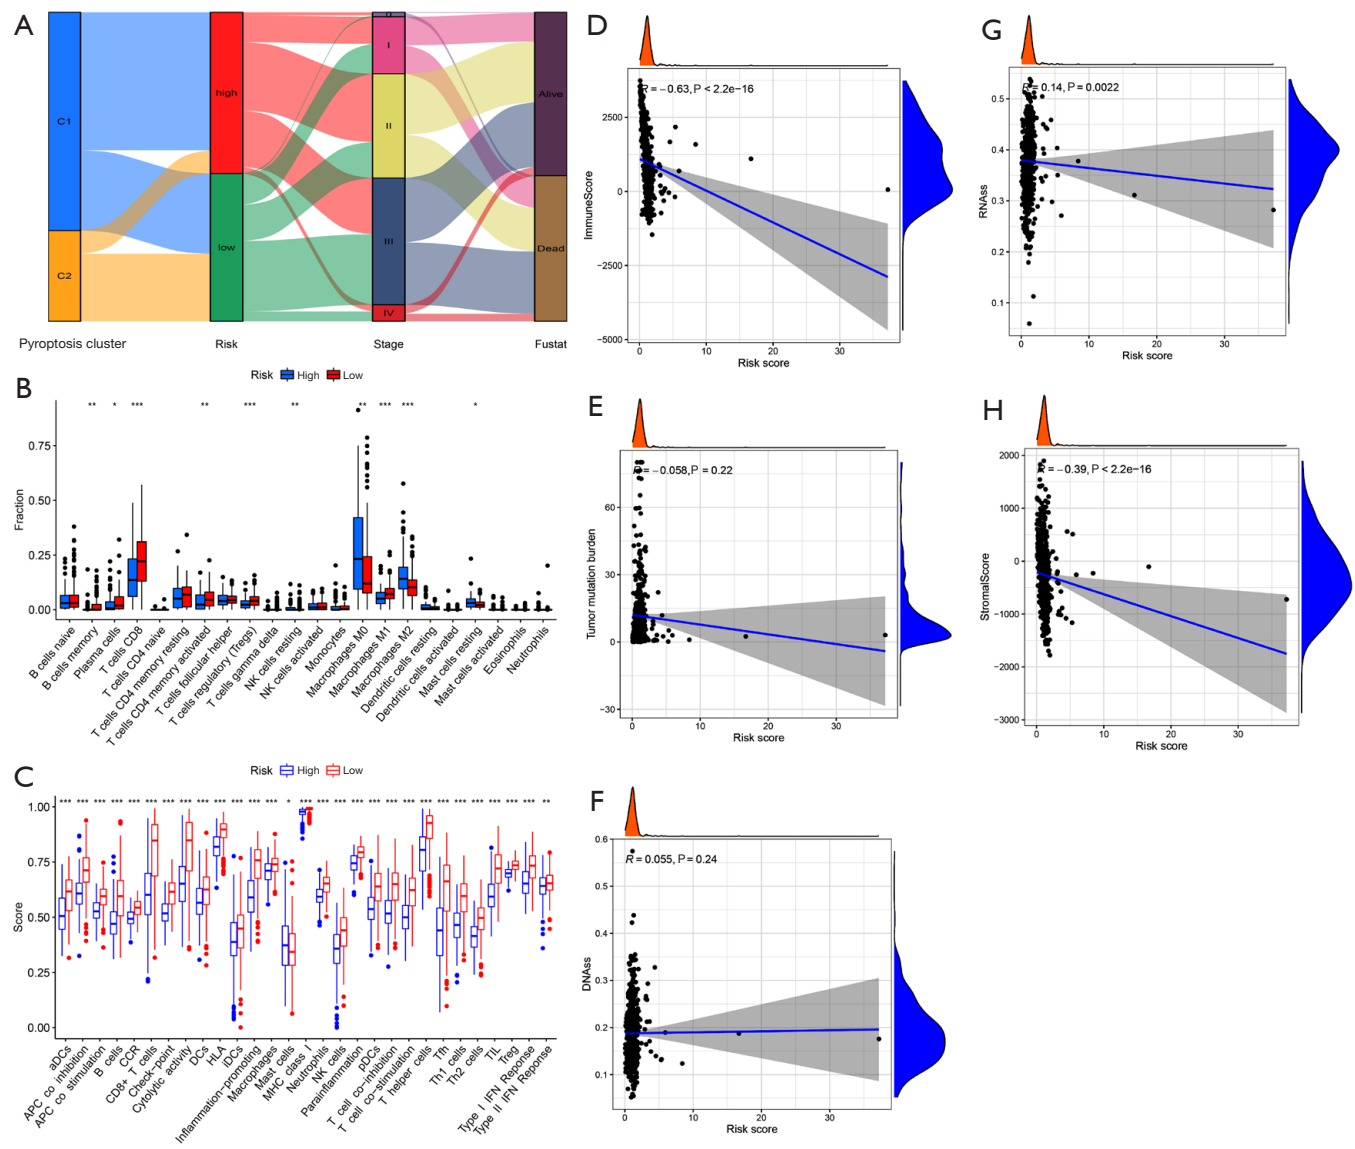 A
C1
C2
high
low
I
II
III
IV
Alive
Dead
Pyroptosis cluster
Risk
Stage
Fustat
B
Risk High Low
** * *** ** *** ** ** *** *** *
Fraction
0.75
0.50
0.25
0.00
B cells naive
B cells memory
Plasma cells
T cells CD8
T cells CD4 naive
T cells CD4 memory resting
T cells CD4 memory activated
T cells follicular helper
T cells regulatory (Tregs)
T cells gamma delta
NK cells resting
NK cells activated
Monocytes
Macrophages M0
Macrophages M1
Macrophages M2
Dendritic cells resting
Dendritic cells activated
Mast cells resting
Mast cells activated
Eosinophils
Neutrophils
C
Risk High Low
*** *** *** *** *** *** *** *** *** *** *** *** *** * *** *** *** *** *** *** *** *** *** *** *** *** *** *** **
Score
1.00
0.75
0.50
0.25
0.00
aDCs
APC co inhibition
APC co stimulation
B cells
CCR
CD8+ T cells
Check-point
Cytolytic activity
DCs
HLA
iDCs
Inflammation-promoting
Macrophages
Mast cells
MHC class I
Neutrophils
NK cells
Parainflammation
pDCs
T cell co-inhibition
T cell co-stimulation
T helper cells
Tfh
Th1 cells
Th2 cells
TIL
Treg
Type I IFN Reponse
Type II IFN Reponse
D
R = −0.63, P < 2.2e−16
ImmuneScore
2500
0
−2500
−5000
0 10 20 30
Risk score
E
R = −0.058, P = 0.22
Tumor mutation burden
60
30
0
−30
0 10 20 30
Risk score
F
R = 0.055, P = 0.24
DNAss
0.6
0.5
0.4
0.3
0.2
0.1
0 10 20 30
Risk score
G
R = 0.14, P = 0.0022
RNAss
0.5
0.4
0.3
0.2
0.1
0 10 20 30
Risk score
H
R = −0.39, P < 2.2e−16
StromalScore
2000
1000
0
−1000
−2000
−3000
0 10 20 30
Risk score